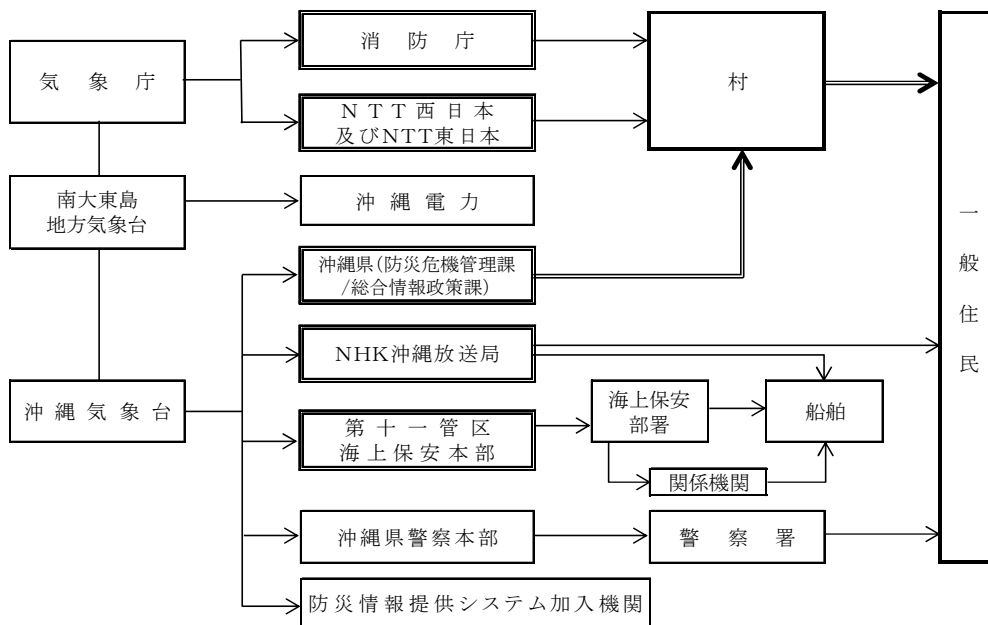 消防庁
気象庁
村
NTT西日本
及びNTT東日本
南大東島
地方気象台
沖縄電力
一般住民
沖縄県(防災危機管理課
/総合情報政策課)
NHK沖縄放送局
沖縄気象台
第十一管区
海上保安本部
海上保安
部署
船舶
関係機関
沖縄県警察本部
警察署
防災情報提供システム加入機関